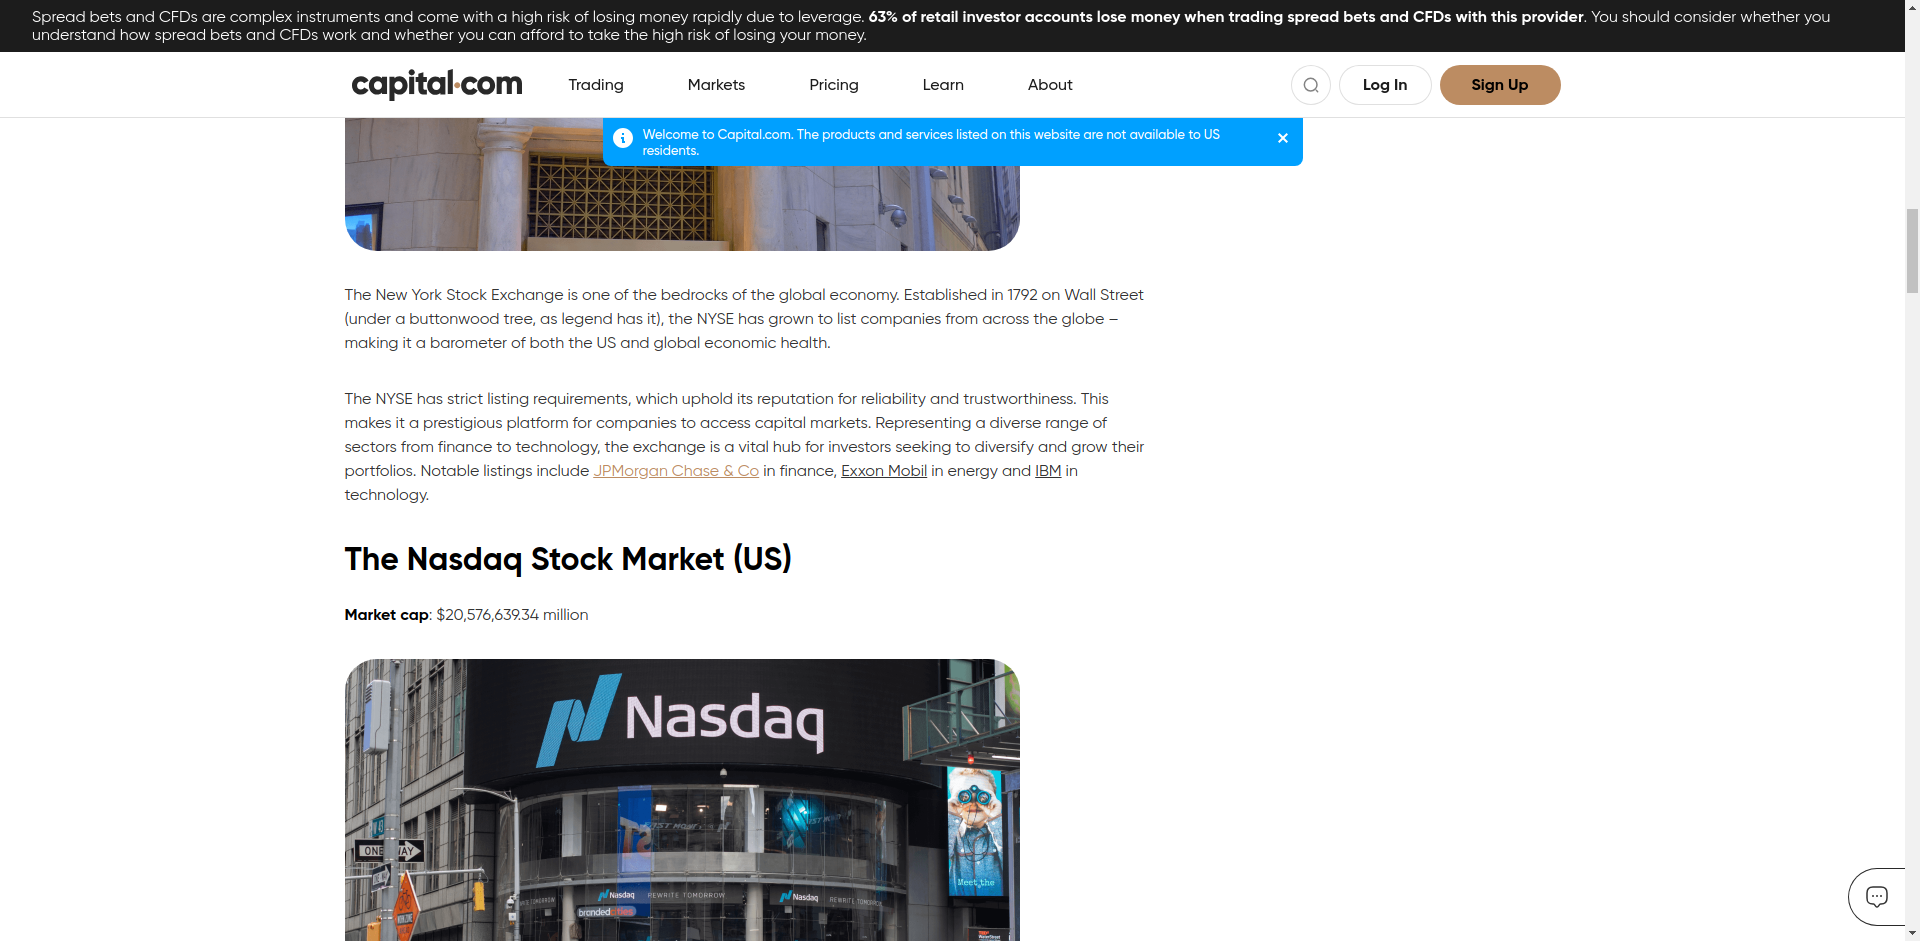 Spread bets and CFDs are complex instruments and come with a high risk of losing money rapidly due to leverage. 63% of retail investor accounts lose money when trading spread bets and CFDs with this provider. You should consider whether you
understand how spread bets and CFDs work and whether you can afford to take the high risk of losing your money.
capital.com Trading Markets Pricing Learn About Log In Sign Up
Welcome to Capital.com. The products and services listed on this website are not available to US
residents.
The New York Stock Exchange is one of the bedrocks of the global economy. Established in 1792 on Wall Street
(under a buttonwood tree, as legend has it), the NYSE has grown to list companies from across the globe –
making it a barometer of both the US and global economic health.
The NYSE has strict listing requirements, which uphold its reputation for reliability and trustworthiness. This
makes it a prestigious platform for companies to access capital markets. Representing a diverse range of
sectors from finance to technology, the exchange is a vital hub for investors seeking to diversify and grow their
portfolios. Notable listings include JPMorgan Chase & Co in finance, Exxon Mobil in energy and IBM in
technology.
The Nasdaq Stock Market (US)
Market cap: $20,576,639.34 million
Nasdaq
ONE WAY
Meet the
Nasdaq REWRITE TOMORROW
Nasdaq REWRITE TOMORROW
brandedcities